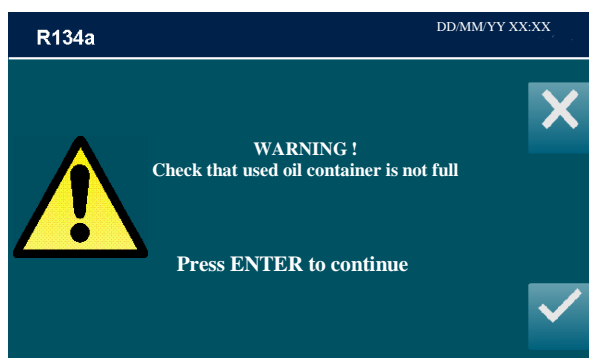 R134a
DD/MM/YY XX:XX
WARNING !
Check that used oil container is not full
Press ENTER to continue